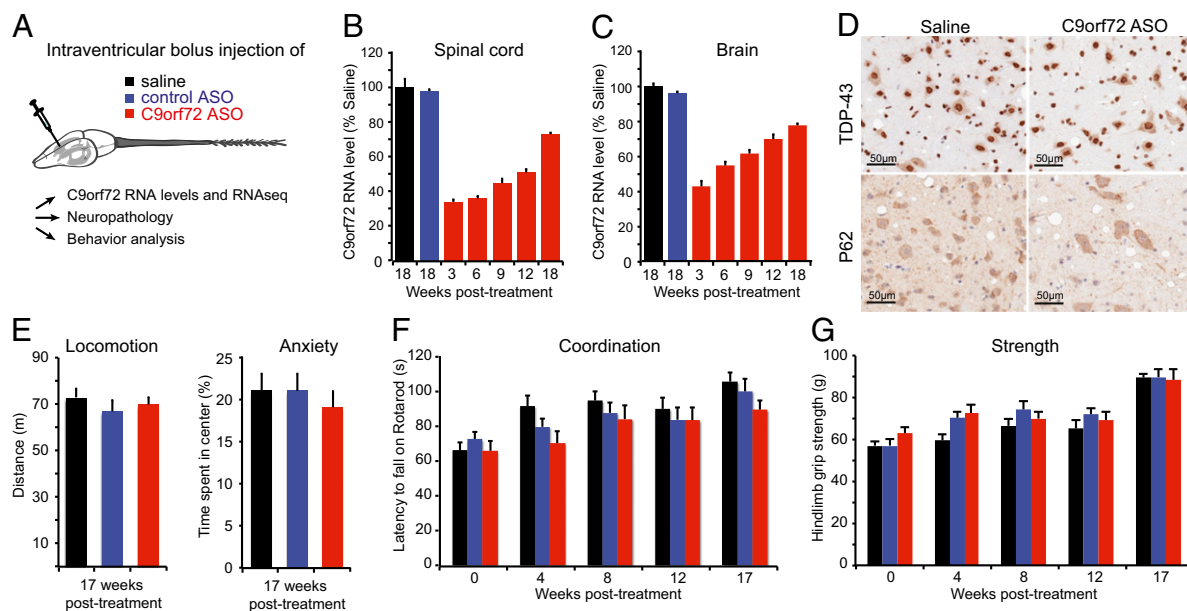 A
Intraventricular bolus injection of
saline
control ASO
C9orf72 ASO
C9orf72 RNA levels and RNAseq
Neuropathology
Behavior analysis
B
Spinal cord
C9orf72 RNA level (% Saline)
120
100
80
60
40
20
0
18 18 3 6 9 12 18
Weeks post-treatment
C
Brain
C9orf72 RNA level (% Saline)
120
100
80
60
40
20
0
18 18 3 6 9 12 18
Weeks post-treatment
D
Saline
C9orf72 ASO
TDP-43
50µm
50µm
P62
50µm
50µm
E
Locomotion
Distance (m)
90
70
50
30
10
17 weeks
post-treatment
Anxiety
Time spent in center (%)
25
20
15
10
5
0
17 weeks
post-treatment
F
Coordination
Latency to fall on Rotarod (s)
120
100
80
60
40
20
0
0 4 8 12 17
Weeks post-treatment
G
Strength
Hindlimb grip strength (g)
100
80
60
40
20
0
0 4 8 12 17
Weeks post-treatment